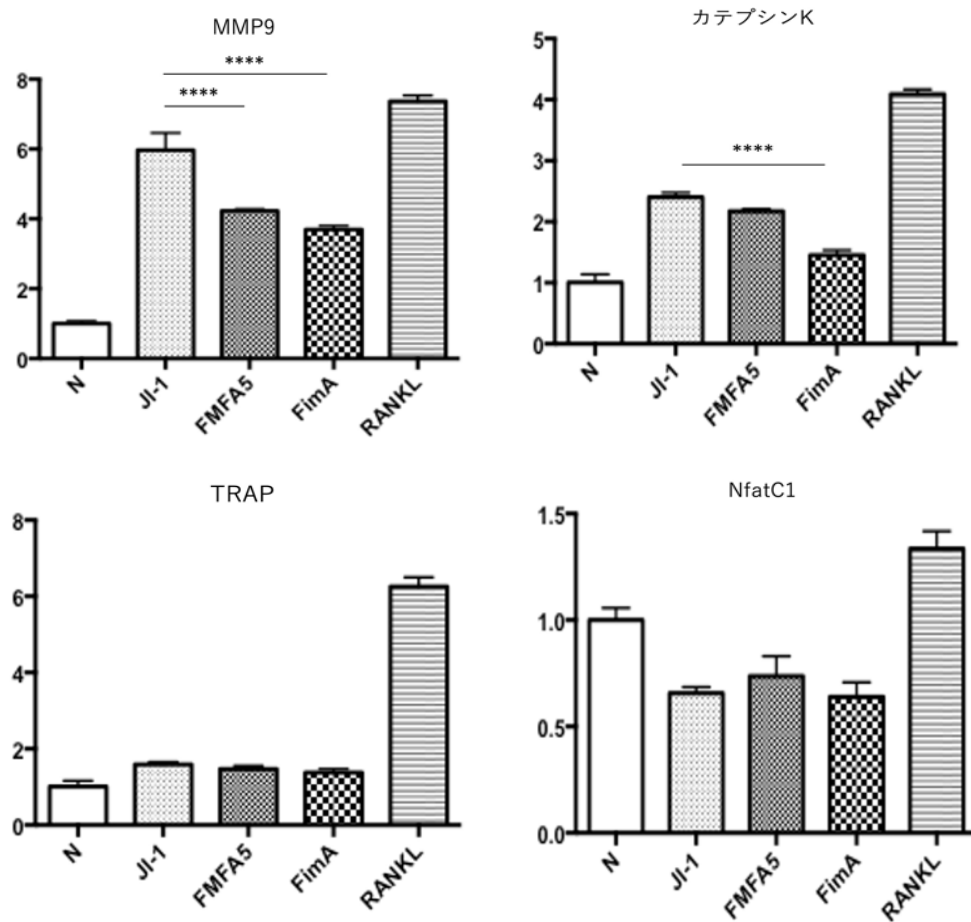 MMP9
****
****
8
6
4
2
0
N
JI-1
FMFA5
FimA
RANKL
カテプシンK
****
5
4
3
2
1
0
N
JI-1
FMFA5
FimA
RANKL
TRAP
8
6
4
2
0
N
JI-1
FMFA5
FimA
RANKL
NfatC1
1.5
1.0
0.5
0.0
N
JI-1
FMFA5
FimA
RANKL